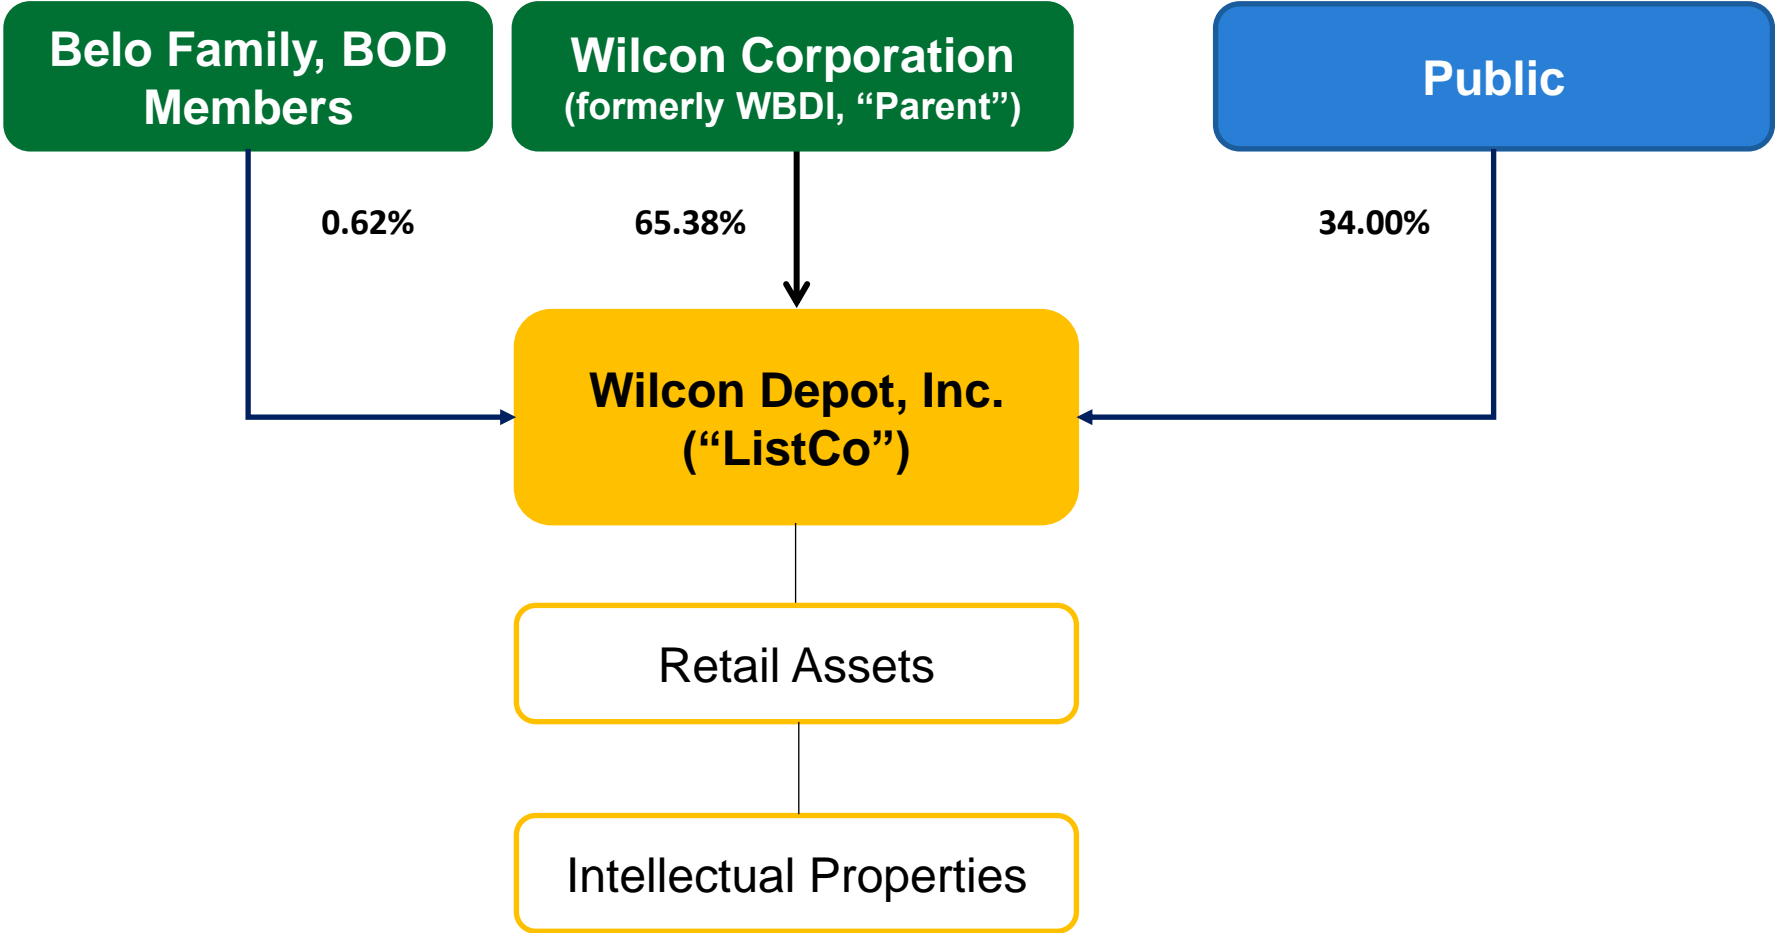 Belo Family, BOD
Members
Wilcon Corporation
(formerly WBDI, “Parent”)
Public
0.62%
65.38%
34.00%
Wilcon Depot, Inc.
(“ListCo”)
Retail Assets
Intellectual Properties